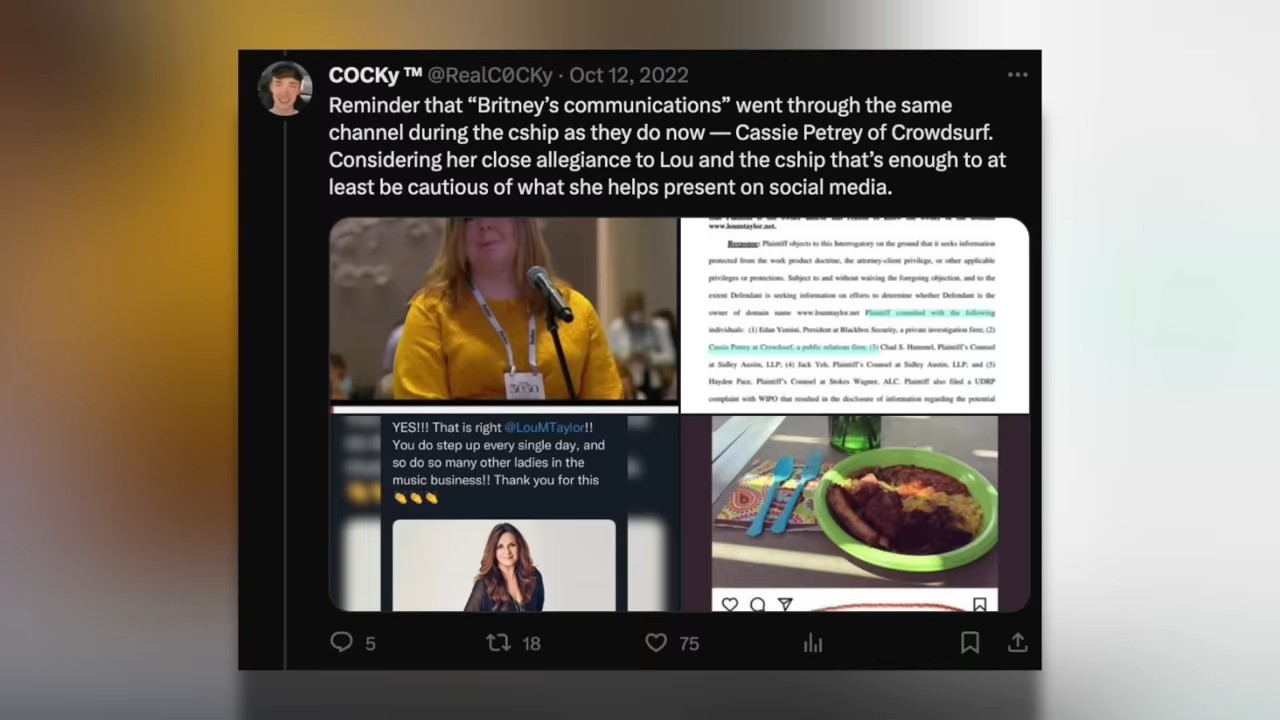 COCKy ™ @RealC0CKy · Oct 12, 2022
Reminder that “Britney’s communications” went through the same
channel during the cship as they do now — Cassie Petrey of Crowdsurf.
Considering her close allegiance to Lou and the cship that’s enough to at
least be cautious of what she helps present on social media.
www.loumtaylor.net.
Response: Plaintiff objects to this Interrogatory on the ground that it seeks information
protected from the work product doctrine, the attorney-client privilege, or other applicable
privileges or protections. Subject to and without waiving the foregoing objection, and to the
extent Defendant is seeking information on efforts to determine whether Defendant is the
owner of domain name www.loumtaylor.net Plaintiff consulted with the following
individuals: (1) Edan Yemini, President at Blackbox Security, a private investigation firm; (2)
Cassie Petrey at Crowdsurf, a public relations firm; (3) Chad S. Hummel, Plaintiff's Counsel
at Sidley Austin, LLP; (4) Jack Yeh, Plaintiff's Counsel at Sidley Austin, LLP; and (5)
Hayden Pace, Plaintiff's Counsel at Stokes Wagner, ALC. Plaintiff also filed a UDRP
complaint with WIPO that resulted in the disclosure of information regarding the potential
YES!!! That is right @LouMTaylor!!
You do step up every single day, and
so do so many other ladies in the
music business!! Thank you for this
5
18
75